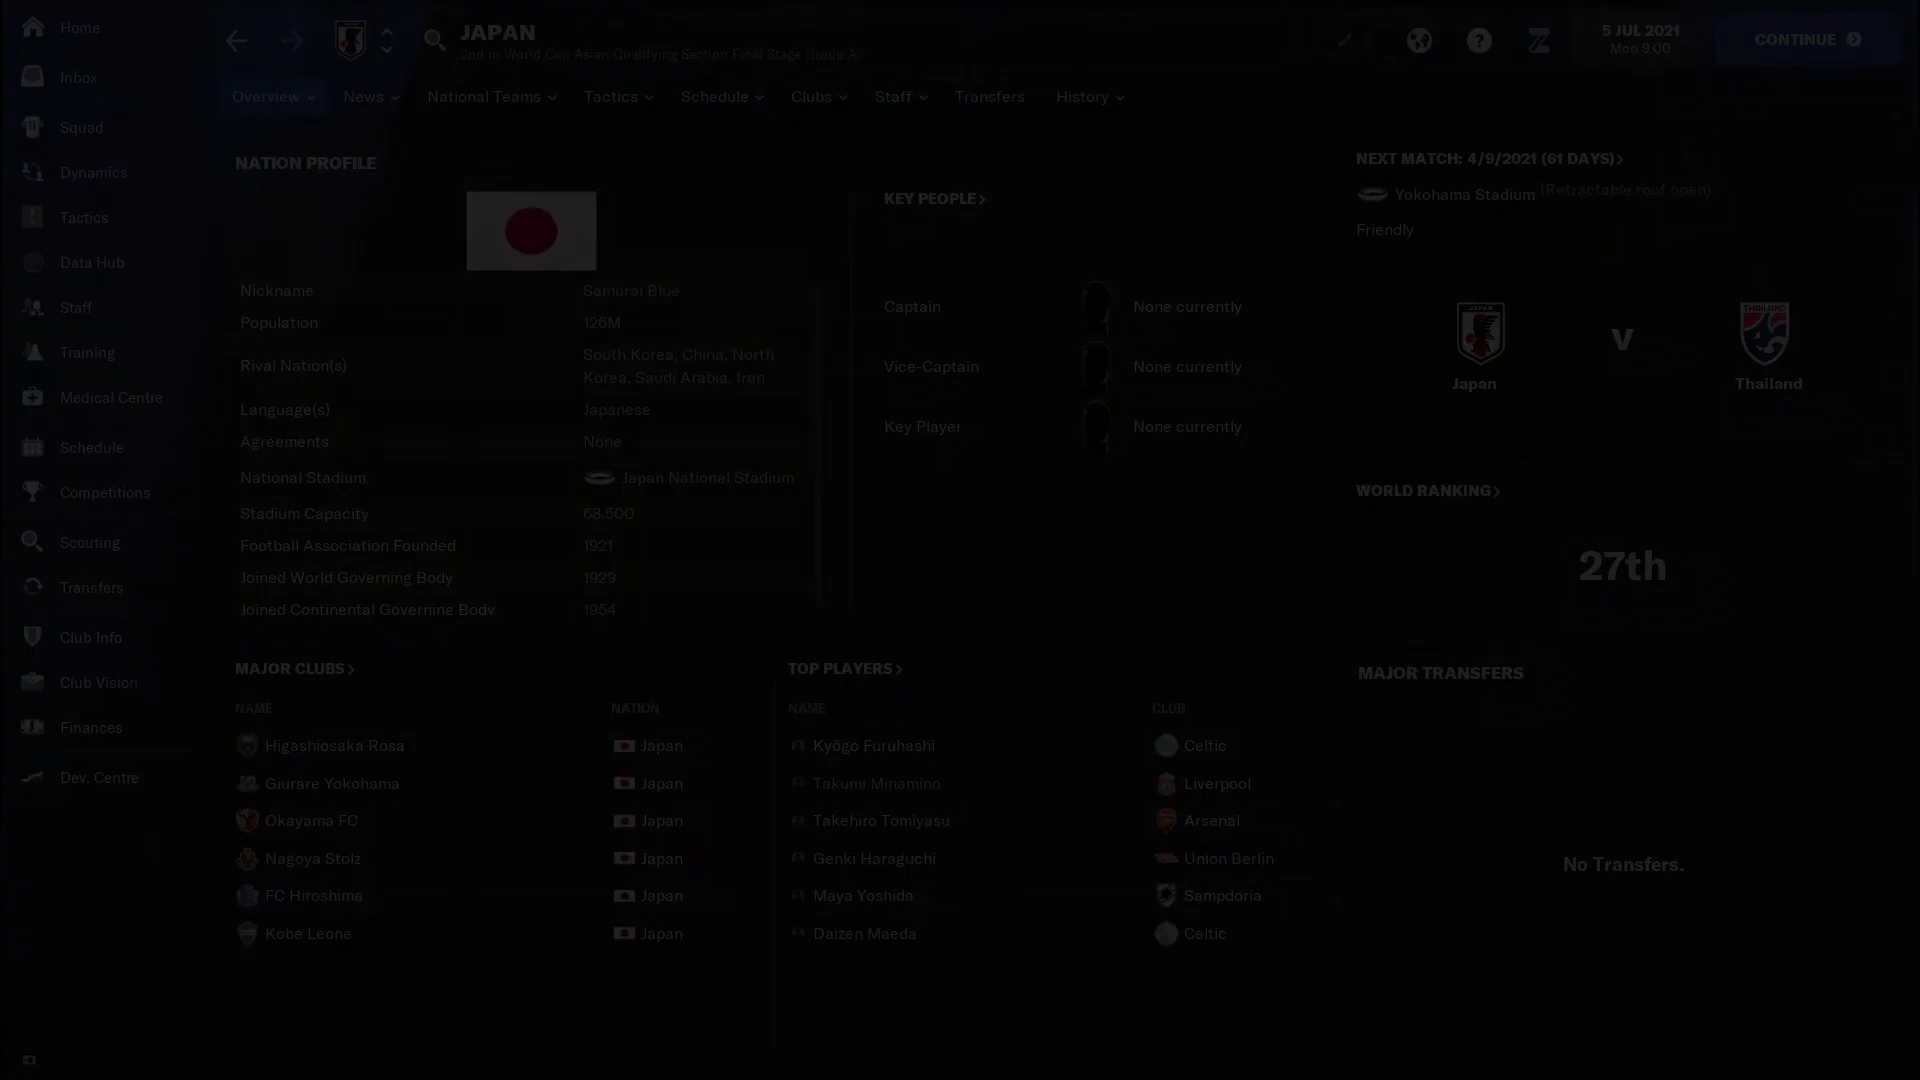 Home
Inbox
Squad
Dynamics
Tactics
Data Hub
Staff
Training
Medical Centre
Schedule
Competitions
Scouting
Transfers
Club Info
Club Vision
Finances
Dev. Centre
JAPAN
2nd in World Cup Asian Qualifying Section Final Stage Group A
5 JUL 2021
Mon 9:00
CONTINUE
Overview
News
National Teams
Tactics
Schedule
Clubs
Staff
Transfers
History
NATION PROFILE
Nickname Samurai Blue
Population 126M
Rival Nation(s) South Korea, China, North
Korea, Saudi Arabia, Iran
Language(s) Japanese
Agreements None
National Stadium Japan National Stadium
Stadium Capacity 68,500
Football Association Founded 1921
Joined World Governing Body 1929
Joined Continental Governing Body 1954
KEY PEOPLE
Captain None currently
Vice-Captain None currently
Key Player None currently
NEXT MATCH: 4/9/2021 (61 DAYS)
Yokohama Stadium (Retractable roof open)
Friendly
V
JAPAN
THAILAND
Japan
Thailand
WORLD RANKING
27th
MAJOR CLUBS
NAME NATION
Higashiosaka Rosa Japan
Giurare Yokohama Japan
Okayama FC Japan
Nagoya Stolz Japan
FC Hiroshima Japan
Kobe Leone Japan
TOP PLAYERS
NAME CLUB
Kyōgo Furuhashi Celtic
Takumi Minamino Liverpool
Takehiro Tomiyasu Arsenal
Genki Haraguchi Union Berlin
Maya Yoshida Sampdoria
Daizen Maeda Celtic
MAJOR TRANSFERS
No Transfers.